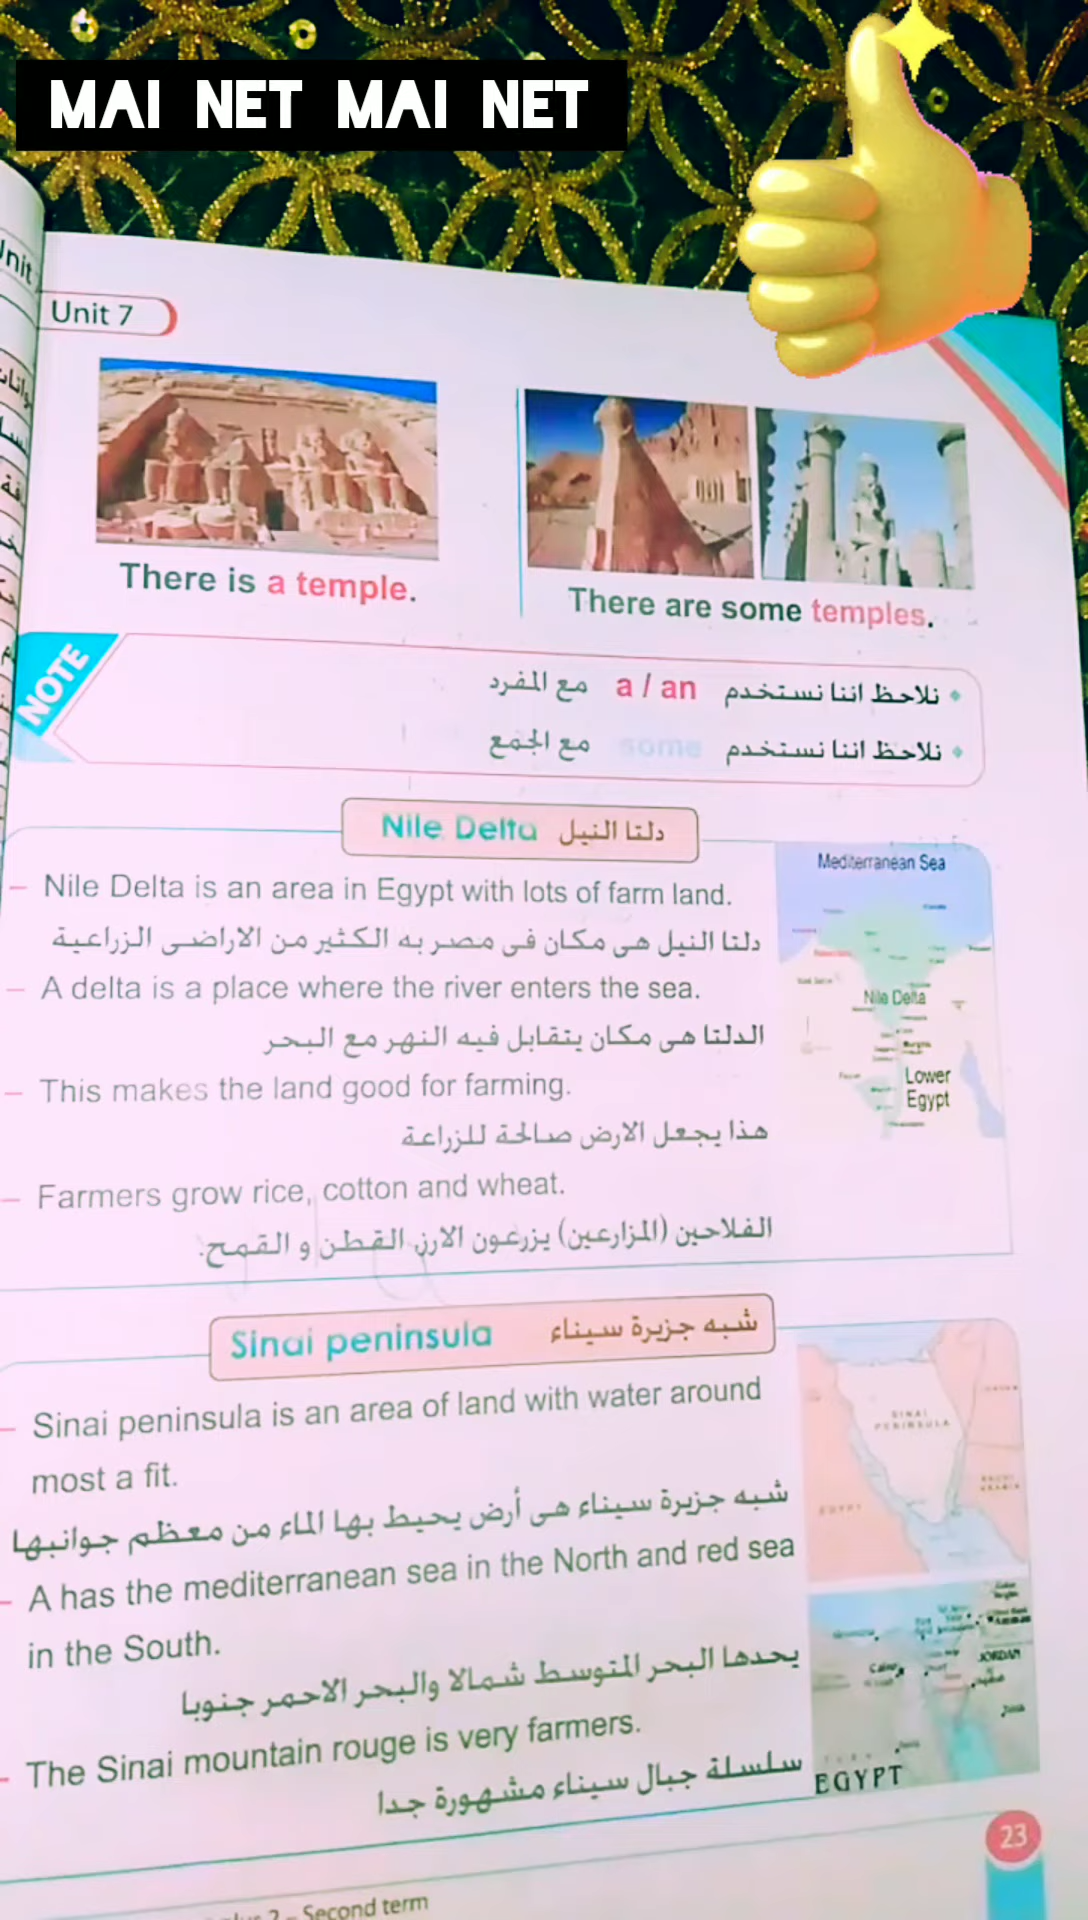 MAI NET MAI NET
Unit
Unit 7
There is a temple.
There are some temples.
NOTE
نلاحظ اننا نستخدم a / an مع المفرد
نلاحظ اننا نستخدم some مع الجمع
Nile Delta دلتا النيل
– Nile Delta is an area in Egypt with lots of farm land.
دلتا النيل هى مكان فى مصر به الكثير من الاراضى الزراعية
– A delta is a place where the river enters the sea.
الدلتا هى مكان يتقابل فيه النهر مع البحر
– This makes the land good for farming.
هذا يجعل الارض صالحة للزراعة
– Farmers grow rice, cotton and wheat.
الفلاحين (المزارعين) يزرعون الارز القطن و القمح.
Mediterranean Sea
Nile Delta
Lower
Egypt
Sinai peninsula شبه جزيرة سيناء
– Sinai peninsula is an area of land with water around
most a fit.
شبه جزيرة سيناء هى أرض يحيط بها الماء من معظم جوانبها
– A has the mediterranean sea in the North and red sea
in the South.
يحدها البحر المتوسط شمالا والبحر الاحمر جنوبا
– The Sinai mountain rouge is very farmers.
سلسلة جبال سيناء مشهورة جدا
SINAI
PENINSULA
EGYPT
JORDAN
EGYPT
23
2 – Second term